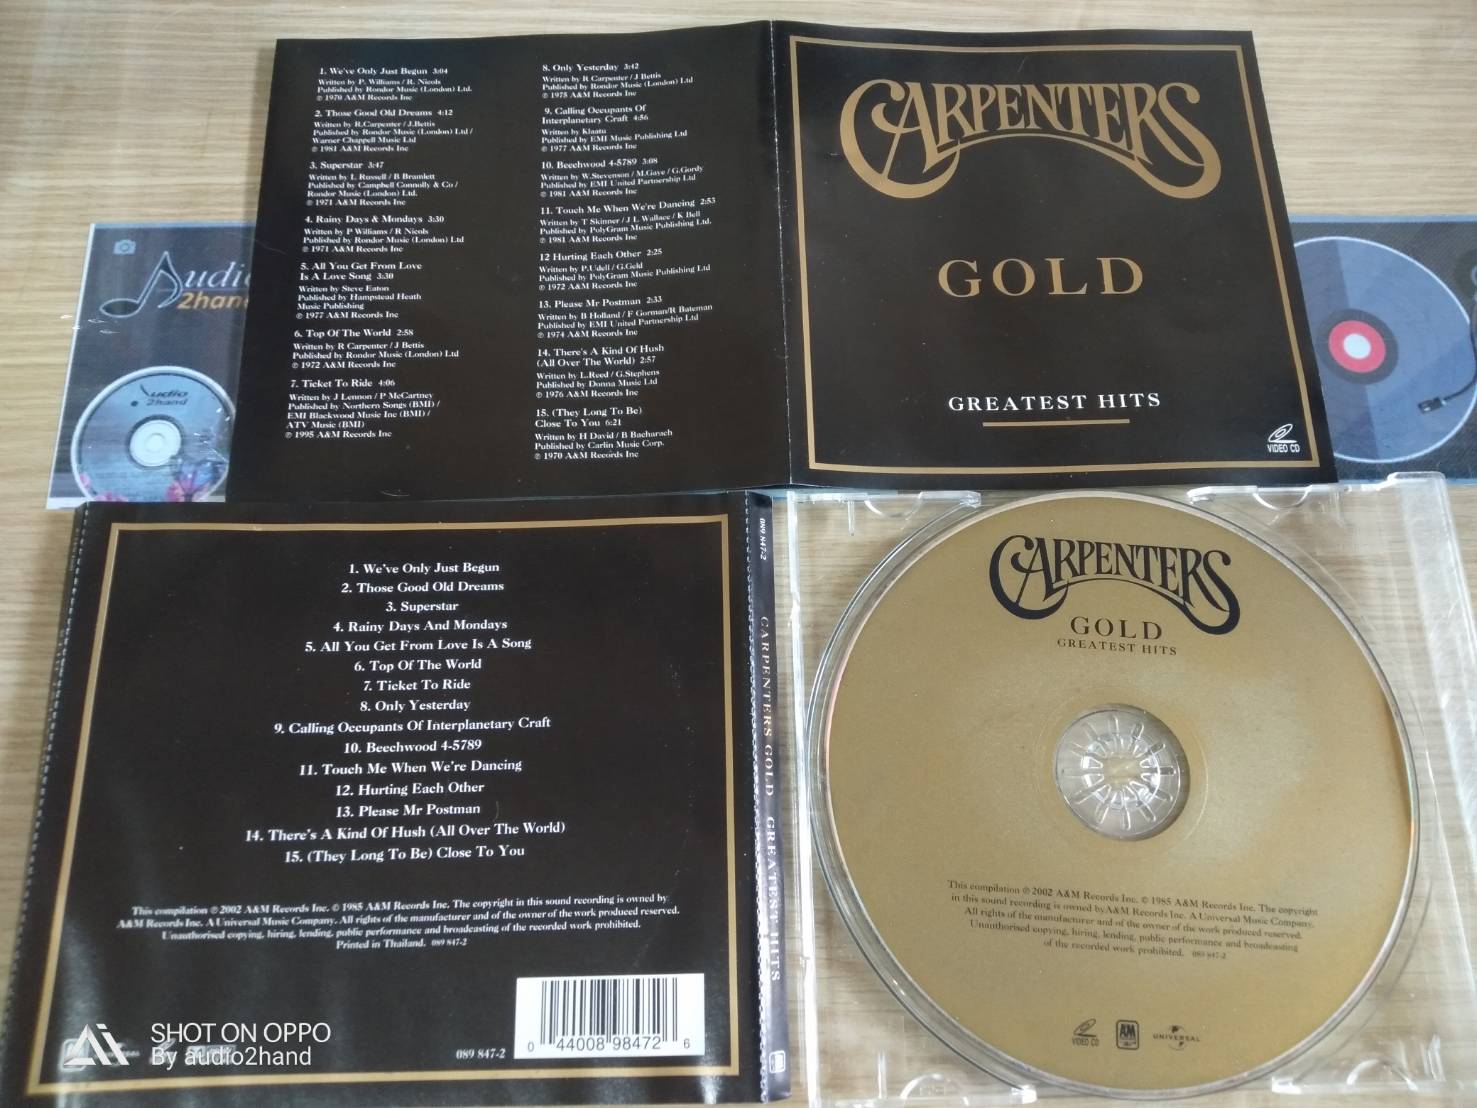 1. We've Only Just Begun 3:04
Written by P. Williams / R. Nicols
Published by Rondor Music (London) Ltd.
℗ 1970 A&M Records Inc
2. Those Good Old Dreams 4:12
Written by R.Carpenter / J.Bettis
Published by Rondor Music (London) Ltd /
Warner Chappell Music Ltd
℗ 1981 A&M Records Inc
3. Superstar 3:47
Written by L Russell / B Bramlett
Published by Campbell Connolly & Co /
Rondor Music (London) Ltd.
℗ 1971 A&M Records Inc
4. Rainy Days & Mondays 3:30
Written by P Williams / R Nicols
Published by Rondor Music (London) Ltd
℗ 1971 A&M Records Inc
5. All You Get From Love
Is A Love Song 3:30
Written by Steve Eaton
Published by Hampstead Heath
Music Publishing
℗ 1977 A&M Records Inc
6. Top Of The World 2:58
Written by R Carpenter / J Bettis
Published by Rondor Music (London) Ltd
℗ 1972 A&M Records Inc
7. Ticket To Ride 4:06
Written by J Lennon / P McCartney
Published by Northern Songs (BMI) /
EMI Blackwood Music Inc (BMI) /
ATV Music (BMI)
℗ 1995 A&M Records Inc
8. Only Yesterday 3:42
Written by R Carpenter / J Bettis
Published by Rondor Music (London) Ltd
℗ 1975 A&M Records Inc
9. Calling Occupants Of
Interplanetary Craft 4:56
Written by Klaatu
Published by EMI Music Publishing Ltd
℗ 1977 A&M Records Inc
10. Beechwood 4-5789 3:08
Written by W.Stevenson / M.Gaye / G.Gordy
Published by EMI United Partnership Ltd
℗ 1981 A&M Records Inc
11. Touch Me When We're Dancing 2:53
Written by T Skinner / J L Wallace / K Bell
Published by PolyGram Music Publishing Ltd.
℗ 1981 A&M Records Inc
12 Hurting Each Other 2:25
Written by P.Udell / G.Geld
Published by PolyGram Music Publishing Ltd
℗ 1972 A&M Records Inc
13. Please Mr Postman 2:33
Written by B Holland / F Gorman/R Bateman
Published by EMI United Partnership Ltd
℗ 1974 A&M Records Inc
14. There's A Kind Of Hush
(All Over The World) 2:57
Written by L.Reed / G.Stephens
Published by Donna Music Ltd
℗ 1976 A&M Records Inc
15. (They Long To Be)
Close To You 6:21
Written by H David / B Bacharach
Published by Carlin Music Corp.
℗ 1970 A&M Records Inc
CARPENTERS
GOLD
GREATEST HITS
VIDEO CD
Audio
2hand
Audio
2hand
1. We've Only Just Begun
2. Those Good Old Dreams
3. Superstar
4. Rainy Days And Mondays
5. All You Get From Love Is A Song
6. Top Of The World
7. Ticket To Ride
8. Only Yesterday
9. Calling Occupants Of Interplanetary Craft
10. Beechwood 4-5789
11. Touch Me When We're Dancing
12. Hurting Each Other
13. Please Mr Postman
14. There's A Kind Of Hush (All Over The World)
15. (They Long To Be) Close To You
This compilation ℗ 2002 A&M Records Inc. © 1985 A&M Records Inc. The copyright in this sound recording is owned by
A&M Records Inc. A Universal Music Company. All rights of the manufacturer and of the owner of the work produced reserved.
Unauthorised copying, hiring, lending, public performance and broadcasting of the recorded work prohibited.
Printed in Thailand. 089 847-2
089 847-2
0 44008 98472 6
SHOT ON OPPO
By audio2hand
089 847-2
CARPENTERS GOLD GREATEST HITS
CARPENTERS
GOLD
GREATEST HITS
This compilation ℗ 2002 A&M Records Inc. © 1985 A&M Records Inc. The copyright
in this sound recording is owned by A&M Records Inc. A Universal Music Company.
All rights of the manufacturer and of the owner of the work produced reserved.
Unauthorised copying, hiring, lending, public performance and broadcasting
of the recorded work prohibited. 089 847-2
VIDEO CD
A&M
UNIVERSAL